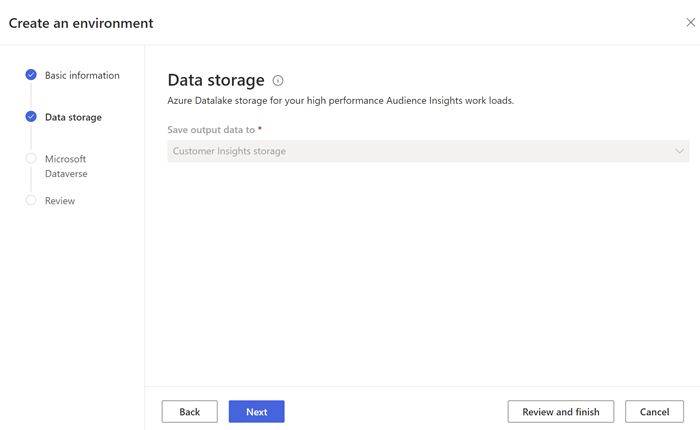 Create an environment
Basic information
Data storage
Microsoft
Dataverse
Review
Data storage
Azure Datalake storage for your high performance Audience Insights work loads.
Save output data to *
Customer Insights storage
Back
Next
Review and finish
Cancel